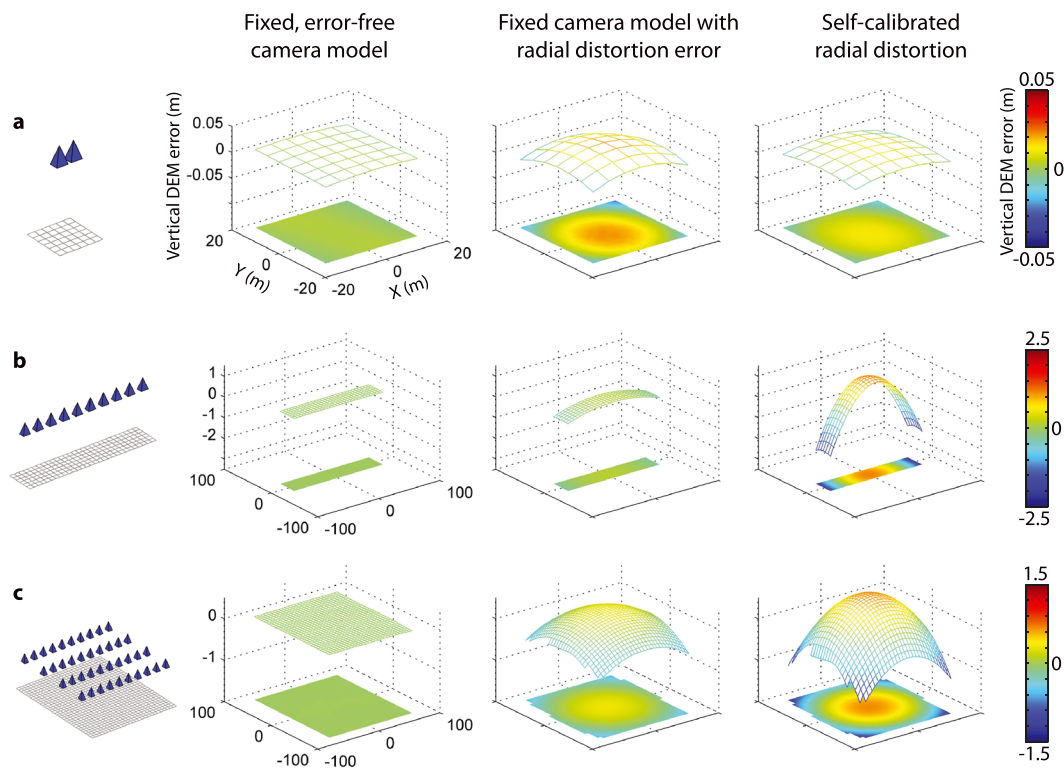 Fixed, error-free
camera model
Fixed camera model with
radial distortion error
Self-calibrated
radial distortion
a
Vertical DEM error (m)
0.05
0
-0.05
20
0
-20
Y (m)
-20
0
20
X (m)
Vertical DEM error (m)
0.05
0
-0.05
b
1
0
-1
-2
100
0
-100
-100
0
100
2.5
0
-2.5
c
0
-1
100
0
-100
-100
0
100
1.5
0
-1.5